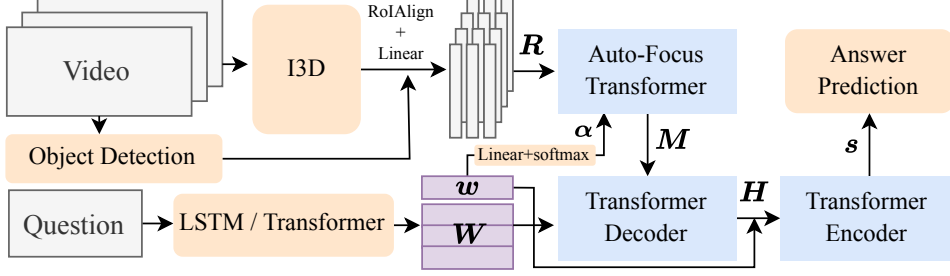 Video
I3D
RoIAlign
+
Linear
R
Auto-Focus
Transformer
Answer
Prediction
Object Detection
Linear+softmax
α
M
s
Question
LSTM / Transformer
w
W
Transformer
Decoder
H
Transformer
Encoder